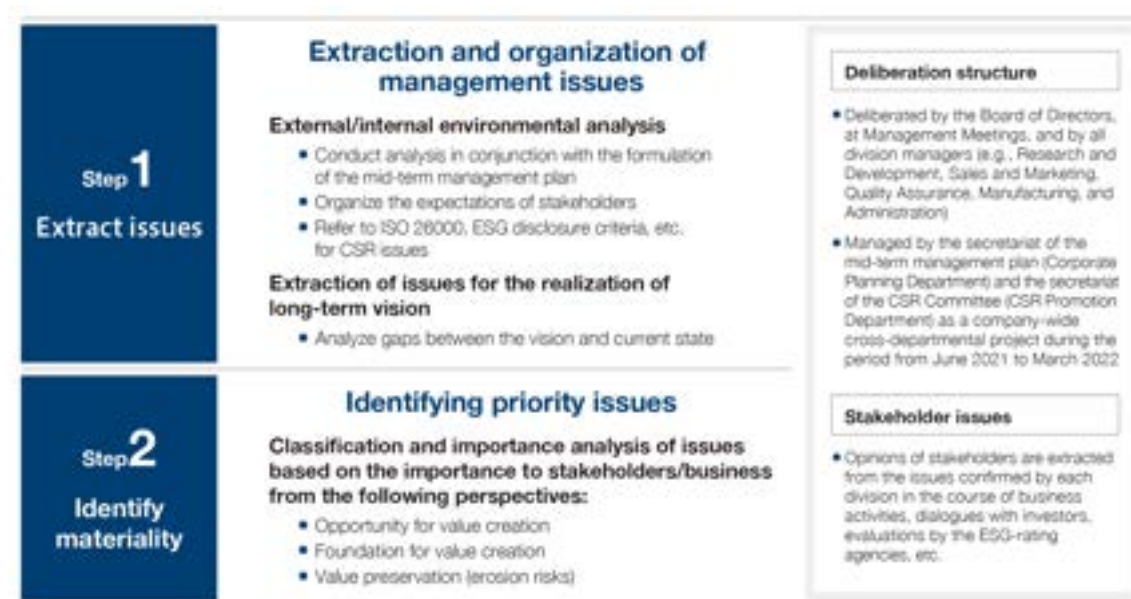 Step 1
Extract issues
Extraction and organization of
management issues
External/internal environmental analysis
• Conduct analysis in conjunction with the formulation
of the mid-term management plan
• Organize the expectations of stakeholders
• Refer to ISO 26000, ESG disclosure criteria, etc.
for CSR issues
Extraction of issues for the realization of
long-term vision
• Analyze gaps between the vision and current state
Step 2
Identify
materiality
Identifying priority issues
Classification and importance analysis of issues
based on the importance to stakeholders/business
from the following perspectives:
• Opportunity for value creation
• Foundation for value creation
• Value preservation (erosion risks)
Deliberation structure
• Deliberated by the Board of Directors,
at Management Meetings, and by all
division managers (e.g., Research and
Development, Sales and Marketing,
Quality Assurance, Manufacturing, and
Administration)
• Managed by the secretariat of the
mid-term management plan (Corporate
Planning Department) and the secretariat
of the CSR Committee (CSR Promotion
Department) as a company-wide
cross-departmental project during the
period from June 2021 to March 2022
Stakeholder issues
• Opinions of stakeholders are extracted
from the issues confirmed by each
division in the course of business
activities, dialogues with investors,
evaluations by the ESG-rating
agencies, etc.